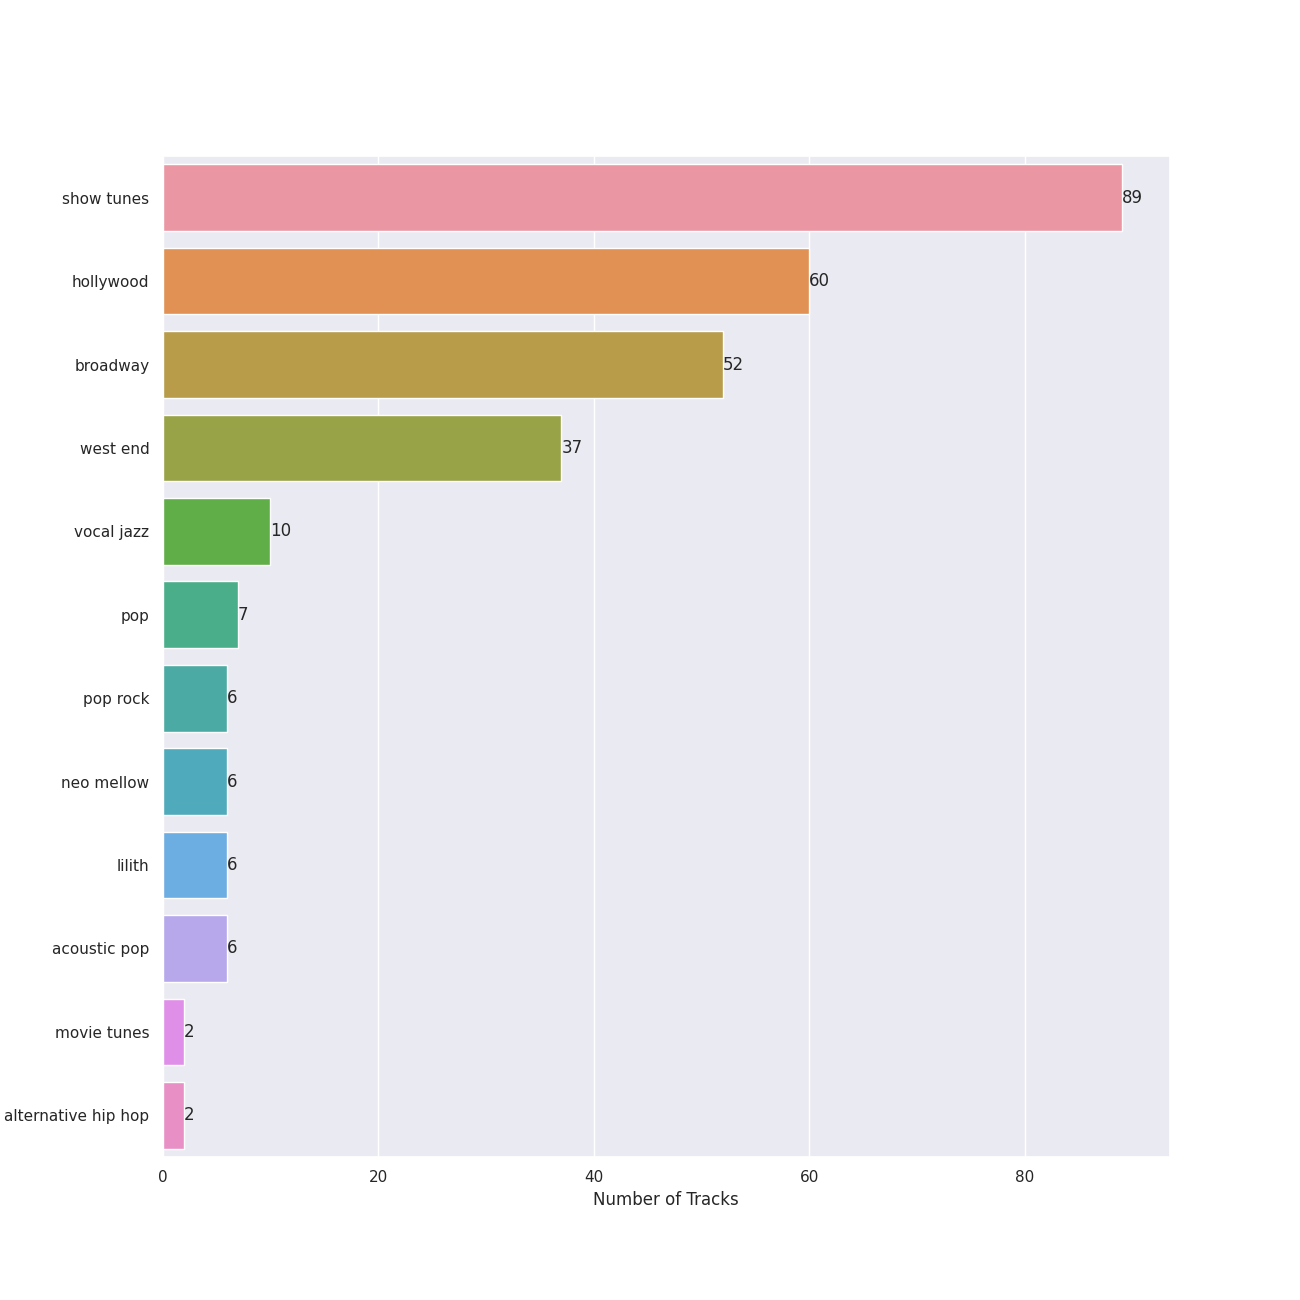 show tunes 89
hollywood 60
broadway 52
west end 37
vocal jazz 10
pop 7
pop rock 6
neo mellow 6
lilith 6
acoustic pop 6
movie tunes 2
alternative hip hop 2
0 20 40 60 80
Number of Tracks